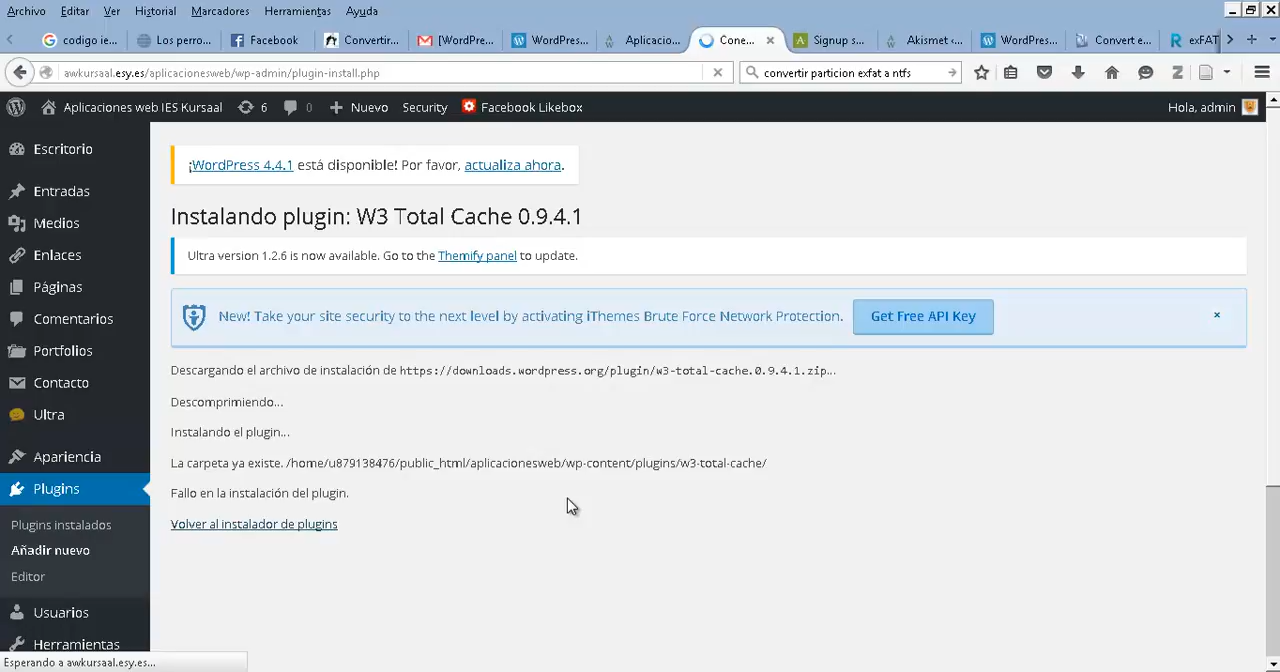 Archivo Editar Ver Historial Marcadores Herramientas Ayuda
codigo ie... Los perro... Facebook Convertir... [WordPre... WordPres... Aplicacio... Cone... Signup s... Akismet ‹... WordPres... Convert e... exFAT
awkursaal.esy.es/aplicacionesweb/wp-admin/plugin-install.php
convertir particion exfat a ntfs
Aplicaciones web IES Kursaal 6 0 Nuevo Security Facebook Likebox Hola, admin
Escritorio
Entradas
Medios
Enlaces
Páginas
Comentarios
Portfolios
Contacto
Ultra
Apariencia
Plugins
Plugins instalados
Añadir nuevo
Editor
Usuarios
Herramientas
¡WordPress 4.4.1 está disponible! Por favor, actualiza ahora.
Instalando plugin: W3 Total Cache 0.9.4.1
Ultra version 1.2.6 is now available. Go to the Themify panel to update.
New! Take your site security to the next level by activating iThemes Brute Force Network Protection. Get Free API Key
Descargando el archivo de instalación de https://downloads.wordpress.org/plugin/w3-total-cache.0.9.4.1.zip...
Descomprimiendo...
Instalando el plugin...
La carpeta ya existe. /home/u879138476/public_html/aplicacionesweb/wp-content/plugins/w3-total-cache/
Fallo en la instalación del plugin.
Volver al instalador de plugins
Esperando a awkursaal.esy.es...